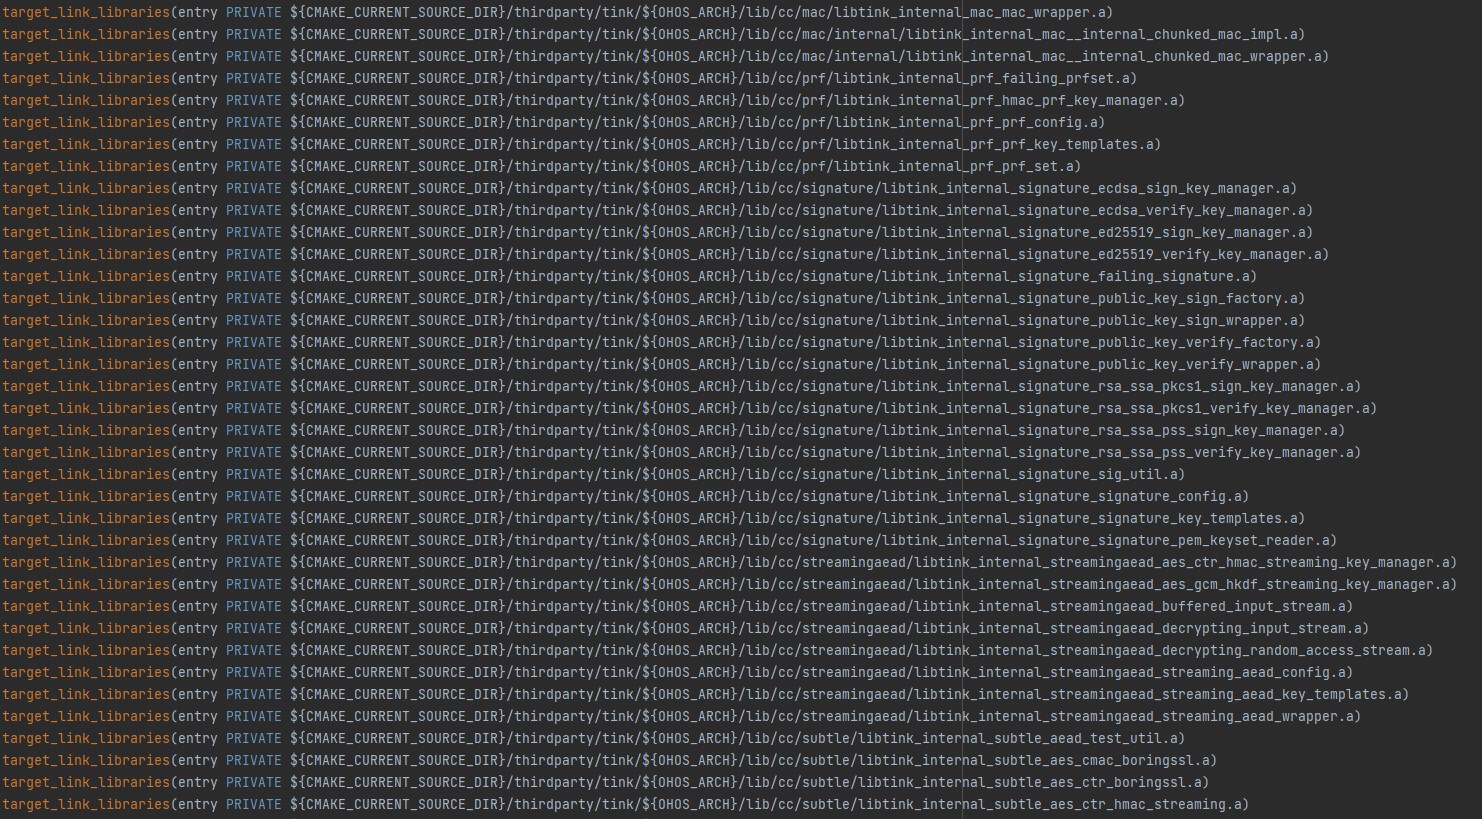 target_link_libraries(entry PRIVATE ${CMAKE_CURRENT_SOURCE_DIR}/thirdparty/tink/${OHOS_ARCH}/lib/cc/mac/libtink_internal_mac_mac_wrapper.a)
target_link_libraries(entry PRIVATE ${CMAKE_CURRENT_SOURCE_DIR}/thirdparty/tink/${OHOS_ARCH}/lib/cc/mac/internal/libtink_internal_mac__internal_chunked_mac_impl.a)
target_link_libraries(entry PRIVATE ${CMAKE_CURRENT_SOURCE_DIR}/thirdparty/tink/${OHOS_ARCH}/lib/cc/mac/internal/libtink_internal_mac__internal_chunked_mac_wrapper.a)
target_link_libraries(entry PRIVATE ${CMAKE_CURRENT_SOURCE_DIR}/thirdparty/tink/${OHOS_ARCH}/lib/cc/prf/libtink_internal_prf_failing_prfset.a)
target_link_libraries(entry PRIVATE ${CMAKE_CURRENT_SOURCE_DIR}/thirdparty/tink/${OHOS_ARCH}/lib/cc/prf/libtink_internal_prf_hmac_prf_key_manager.a)
target_link_libraries(entry PRIVATE ${CMAKE_CURRENT_SOURCE_DIR}/thirdparty/tink/${OHOS_ARCH}/lib/cc/prf/libtink_internal_prf_prf_config.a)
target_link_libraries(entry PRIVATE ${CMAKE_CURRENT_SOURCE_DIR}/thirdparty/tink/${OHOS_ARCH}/lib/cc/prf/libtink_internal_prf_prf_key_templates.a)
target_link_libraries(entry PRIVATE ${CMAKE_CURRENT_SOURCE_DIR}/thirdparty/tink/${OHOS_ARCH}/lib/cc/prf/libtink_internal_prf_prf_set.a)
target_link_libraries(entry PRIVATE ${CMAKE_CURRENT_SOURCE_DIR}/thirdparty/tink/${OHOS_ARCH}/lib/cc/signature/libtink_internal_signature_ecdsa_sign_key_manager.a)
target_link_libraries(entry PRIVATE ${CMAKE_CURRENT_SOURCE_DIR}/thirdparty/tink/${OHOS_ARCH}/lib/cc/signature/libtink_internal_signature_ecdsa_verify_key_manager.a)
target_link_libraries(entry PRIVATE ${CMAKE_CURRENT_SOURCE_DIR}/thirdparty/tink/${OHOS_ARCH}/lib/cc/signature/libtink_internal_signature_ed25519_sign_key_manager.a)
target_link_libraries(entry PRIVATE ${CMAKE_CURRENT_SOURCE_DIR}/thirdparty/tink/${OHOS_ARCH}/lib/cc/signature/libtink_internal_signature_ed25519_verify_key_manager.a)
target_link_libraries(entry PRIVATE ${CMAKE_CURRENT_SOURCE_DIR}/thirdparty/tink/${OHOS_ARCH}/lib/cc/signature/libtink_internal_signature_failing_signature.a)
target_link_libraries(entry PRIVATE ${CMAKE_CURRENT_SOURCE_DIR}/thirdparty/tink/${OHOS_ARCH}/lib/cc/signature/libtink_internal_signature_public_key_sign_factory.a)
target_link_libraries(entry PRIVATE ${CMAKE_CURRENT_SOURCE_DIR}/thirdparty/tink/${OHOS_ARCH}/lib/cc/signature/libtink_internal_signature_public_key_sign_wrapper.a)
target_link_libraries(entry PRIVATE ${CMAKE_CURRENT_SOURCE_DIR}/thirdparty/tink/${OHOS_ARCH}/lib/cc/signature/libtink_internal_signature_public_key_verify_factory.a)
target_link_libraries(entry PRIVATE ${CMAKE_CURRENT_SOURCE_DIR}/thirdparty/tink/${OHOS_ARCH}/lib/cc/signature/libtink_internal_signature_public_key_verify_wrapper.a)
target_link_libraries(entry PRIVATE ${CMAKE_CURRENT_SOURCE_DIR}/thirdparty/tink/${OHOS_ARCH}/lib/cc/signature/libtink_internal_signature_rsa_ssa_pkcs1_sign_key_manager.a)
target_link_libraries(entry PRIVATE ${CMAKE_CURRENT_SOURCE_DIR}/thirdparty/tink/${OHOS_ARCH}/lib/cc/signature/libtink_internal_signature_rsa_ssa_pkcs1_verify_key_manager.a)
target_link_libraries(entry PRIVATE ${CMAKE_CURRENT_SOURCE_DIR}/thirdparty/tink/${OHOS_ARCH}/lib/cc/signature/libtink_internal_signature_rsa_ssa_pss_sign_key_manager.a)
target_link_libraries(entry PRIVATE ${CMAKE_CURRENT_SOURCE_DIR}/thirdparty/tink/${OHOS_ARCH}/lib/cc/signature/libtink_internal_signature_rsa_ssa_pss_verify_key_manager.a)
target_link_libraries(entry PRIVATE ${CMAKE_CURRENT_SOURCE_DIR}/thirdparty/tink/${OHOS_ARCH}/lib/cc/signature/libtink_internal_signature_sig_util.a)
target_link_libraries(entry PRIVATE ${CMAKE_CURRENT_SOURCE_DIR}/thirdparty/tink/${OHOS_ARCH}/lib/cc/signature/libtink_internal_signature_signature_config.a)
target_link_libraries(entry PRIVATE ${CMAKE_CURRENT_SOURCE_DIR}/thirdparty/tink/${OHOS_ARCH}/lib/cc/signature/libtink_internal_signature_signature_key_templates.a)
target_link_libraries(entry PRIVATE ${CMAKE_CURRENT_SOURCE_DIR}/thirdparty/tink/${OHOS_ARCH}/lib/cc/signature/libtink_internal_signature_signature_pem_keyset_reader.a)
target_link_libraries(entry PRIVATE ${CMAKE_CURRENT_SOURCE_DIR}/thirdparty/tink/${OHOS_ARCH}/lib/cc/streamingaead/libtink_internal_streamingaead_aes_ctr_hmac_streaming_key_manager.a)
target_link_libraries(entry PRIVATE ${CMAKE_CURRENT_SOURCE_DIR}/thirdparty/tink/${OHOS_ARCH}/lib/cc/streamingaead/libtink_internal_streamingaead_aes_gcm_hkdf_streaming_key_manager.a)
target_link_libraries(entry PRIVATE ${CMAKE_CURRENT_SOURCE_DIR}/thirdparty/tink/${OHOS_ARCH}/lib/cc/streamingaead/libtink_internal_streamingaead_buffered_input_stream.a)
target_link_libraries(entry PRIVATE ${CMAKE_CURRENT_SOURCE_DIR}/thirdparty/tink/${OHOS_ARCH}/lib/cc/streamingaead/libtink_internal_streamingaead_decrypting_input_stream.a)
target_link_libraries(entry PRIVATE ${CMAKE_CURRENT_SOURCE_DIR}/thirdparty/tink/${OHOS_ARCH}/lib/cc/streamingaead/libtink_internal_streamingaead_decrypting_random_access_stream.a)
target_link_libraries(entry PRIVATE ${CMAKE_CURRENT_SOURCE_DIR}/thirdparty/tink/${OHOS_ARCH}/lib/cc/streamingaead/libtink_internal_streamingaead_streaming_aead_config.a)
target_link_libraries(entry PRIVATE ${CMAKE_CURRENT_SOURCE_DIR}/thirdparty/tink/${OHOS_ARCH}/lib/cc/streamingaead/libtink_internal_streamingaead_streaming_aead_key_templates.a)
target_link_libraries(entry PRIVATE ${CMAKE_CURRENT_SOURCE_DIR}/thirdparty/tink/${OHOS_ARCH}/lib/cc/streamingaead/libtink_internal_streamingaead_streaming_aead_wrapper.a)
target_link_libraries(entry PRIVATE ${CMAKE_CURRENT_SOURCE_DIR}/thirdparty/tink/${OHOS_ARCH}/lib/cc/subtle/libtink_internal_subtle_aead_test_util.a)
target_link_libraries(entry PRIVATE ${CMAKE_CURRENT_SOURCE_DIR}/thirdparty/tink/${OHOS_ARCH}/lib/cc/subtle/libtink_internal_subtle_aes_cmac_boringssl.a)
target_link_libraries(entry PRIVATE ${CMAKE_CURRENT_SOURCE_DIR}/thirdparty/tink/${OHOS_ARCH}/lib/cc/subtle/libtink_internal_subtle_aes_ctr_boringssl.a)
target_link_libraries(entry PRIVATE ${CMAKE_CURRENT_SOURCE_DIR}/thirdparty/tink/${OHOS_ARCH}/lib/cc/subtle/libtink_internal_subtle_aes_ctr_hmac_streaming.a)